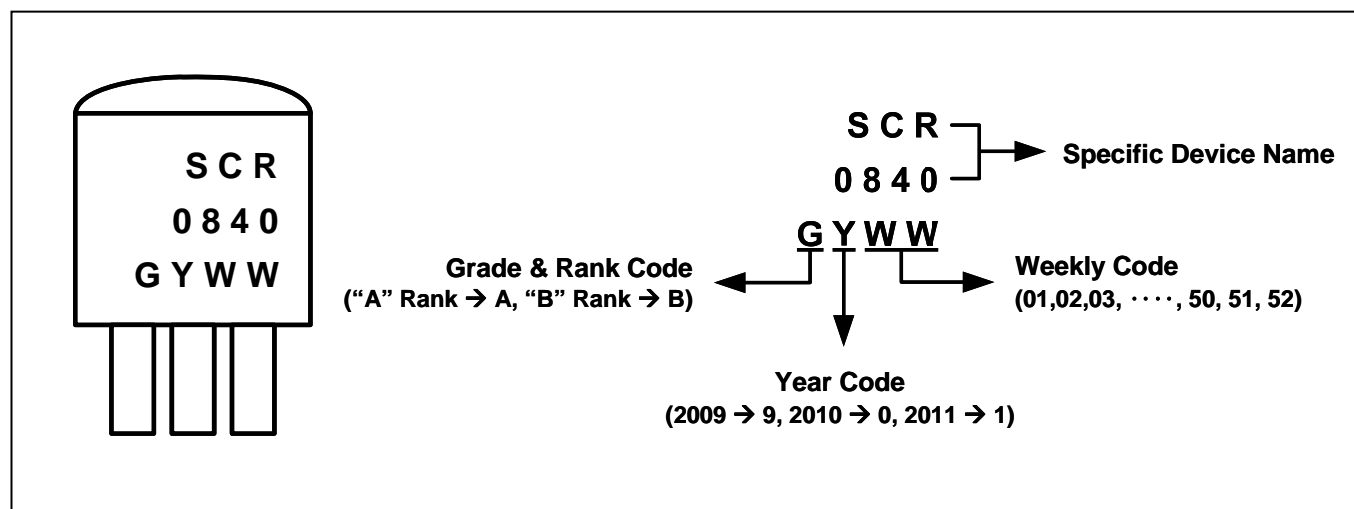 S C R
0 8 4 0
G Y W W
S C R
0 8 4 0
Specific Device Name
G Y W W
Grade & Rank Code
(“A” Rank → A, “B” Rank → B)
Weekly Code
(01,02,03, ‧‧‧‧, 50, 51, 52)
Year Code
(2009 → 9, 2010 → 0, 2011 → 1)